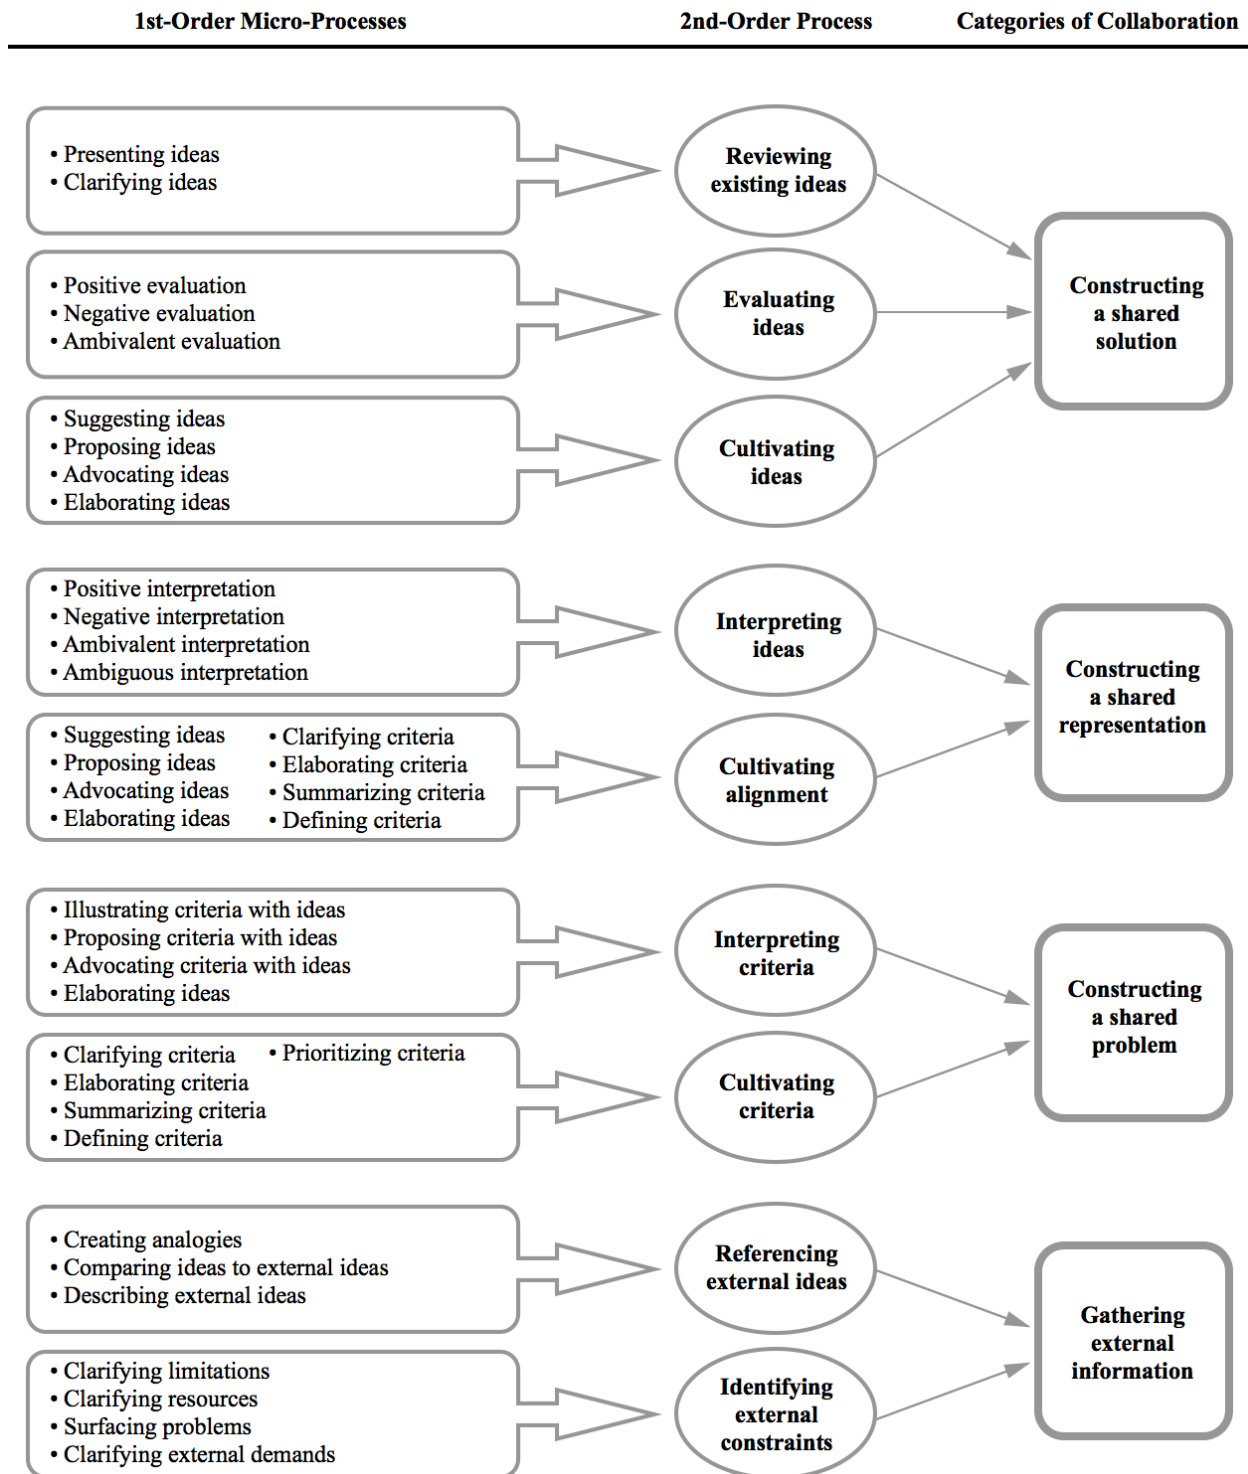 1st-Order Micro-Processes
2nd-Order Process
Categories of Collaboration
• Presenting ideas
• Clarifying ideas
Reviewing
existing ideas
• Positive evaluation
• Negative evaluation
• Ambivalent evaluation
Evaluating
ideas
• Suggesting ideas
• Proposing ideas
• Advocating ideas
• Elaborating ideas
Cultivating
ideas
Constructing
a shared
solution
• Positive interpretation
• Negative interpretation
• Ambivalent interpretation
• Ambiguous interpretation
Interpreting
ideas
• Suggesting ideas
• Proposing ideas
• Advocating ideas
• Elaborating ideas
• Clarifying criteria
• Elaborating criteria
• Summarizing criteria
• Defining criteria
Cultivating
alignment
Constructing
a shared
representation
• Illustrating criteria with ideas
• Proposing criteria with ideas
• Advocating criteria with ideas
• Elaborating ideas
Interpreting
criteria
• Clarifying criteria
• Elaborating criteria
• Summarizing criteria
• Defining criteria
• Prioritizing criteria
Cultivating
criteria
Constructing
a shared
problem
• Creating analogies
• Comparing ideas to external ideas
• Describing external ideas
Referencing
external ideas
• Clarifying limitations
• Clarifying resources
• Surfacing problems
• Clarifying external demands
Identifying
external
constraints
Gathering
external
information